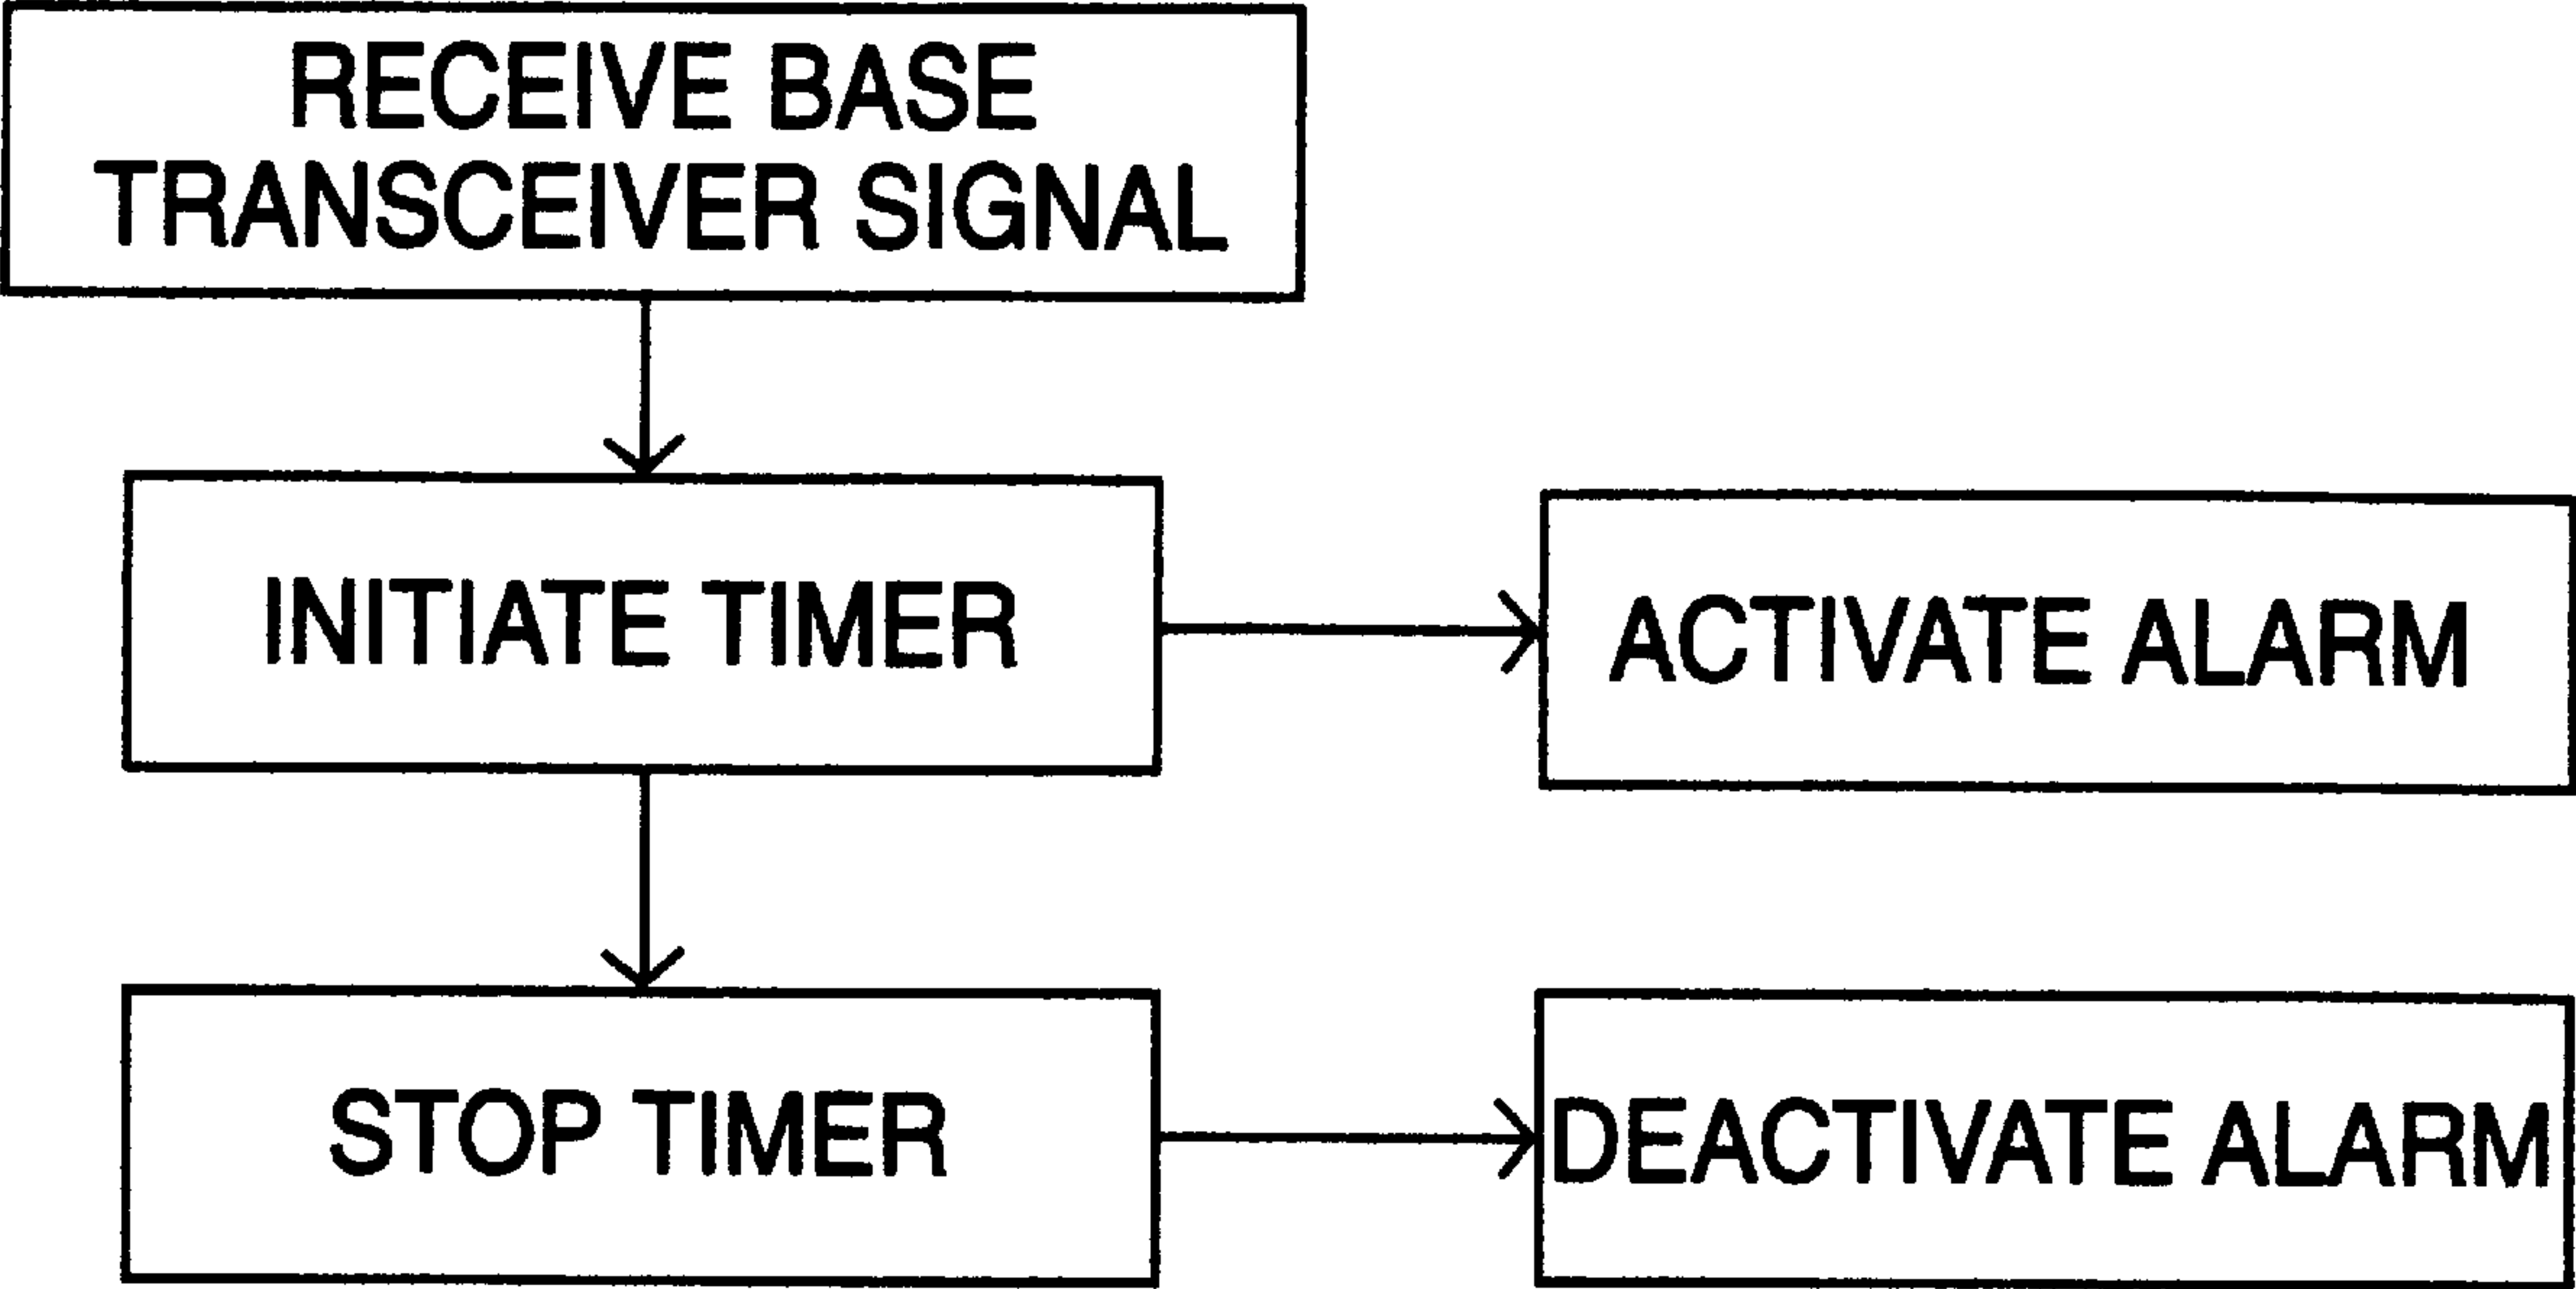 RECEIVE BASE
TRANSCEIVER SIGNAL
INITIATE TIMER
ACTIVATE ALARM
STOP TIMER
DEACTIVATE ALARM